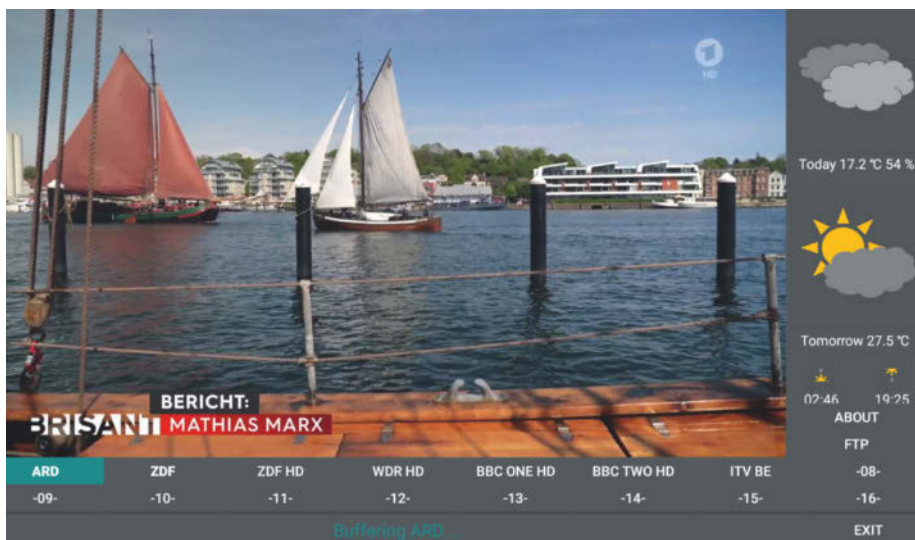 1
HD
Today 17.2 ℃ 54 %
Tomorrow 27.5 ℃
02:46 19:25
BERICHT:
BRISANT MATHIAS MARX
ABOUT
FTP
ARD ZDF ZDF HD WDR HD BBC ONE HD BBC TWO HD ITV BE -08-
-09- -10- -11- -12- -13- -14- -15- -16-
Buffering ARD... EXIT